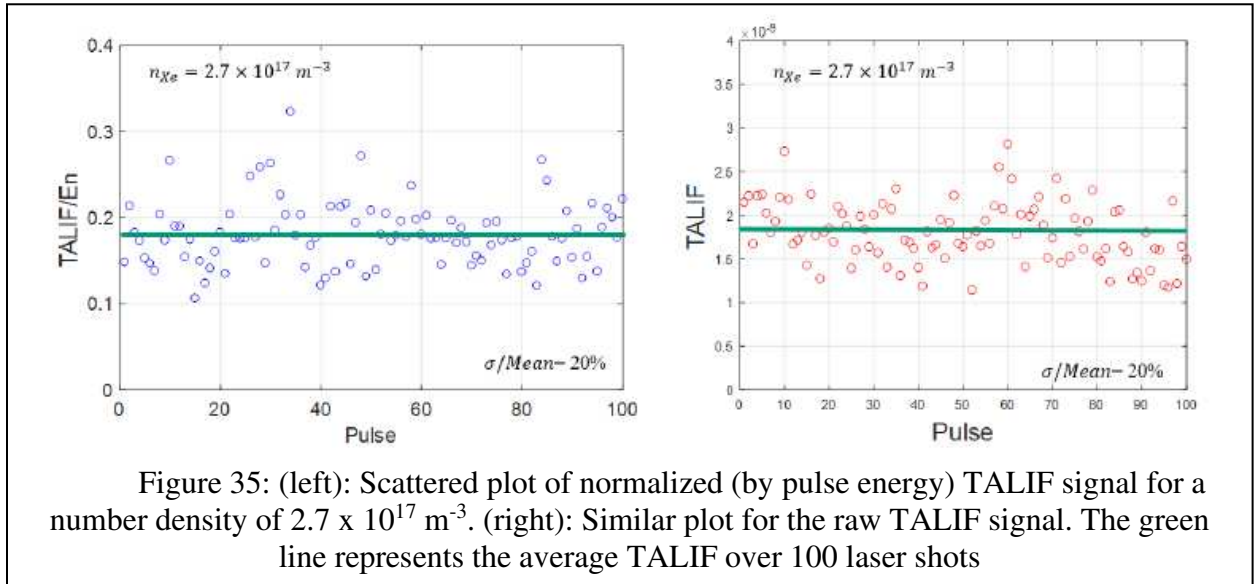 0.4
0.3
0.2
0.1
0
TALIF/En
n_Xe = 2.7 × 10^17 m^-3
σ/Mean− 20%
0 20 40 60 80 100
Pulse
4
3.5
3
2.5
2
1.5
1
0.5
0
TALIF
n_Xe = 2.7 × 10^17 m^-3
σ/Mean− 20%
0 10 20 30 40 50 60 70 80 90 100
Pulse
Figure 35: (left): Scattered plot of normalized (by pulse energy) TALIF signal for a
number density of 2.7 x 10^17 m^-3. (right): Similar plot for the raw TALIF signal. The green
line represents the average TALIF over 100 laser shots